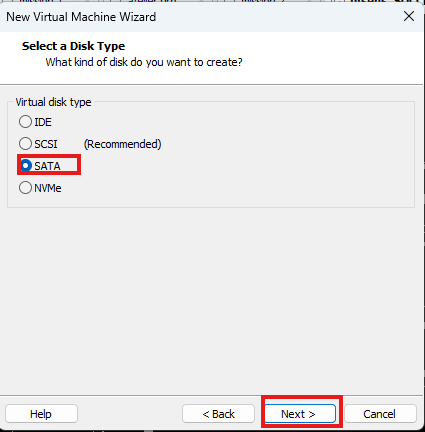 New Virtual Machine Wizard
Select a Disk Type
What kind of disk do you want to create?
Virtual disk type
IDE
SCSI (Recommended)
SATA
NVMe
Help < Back Next > Cancel